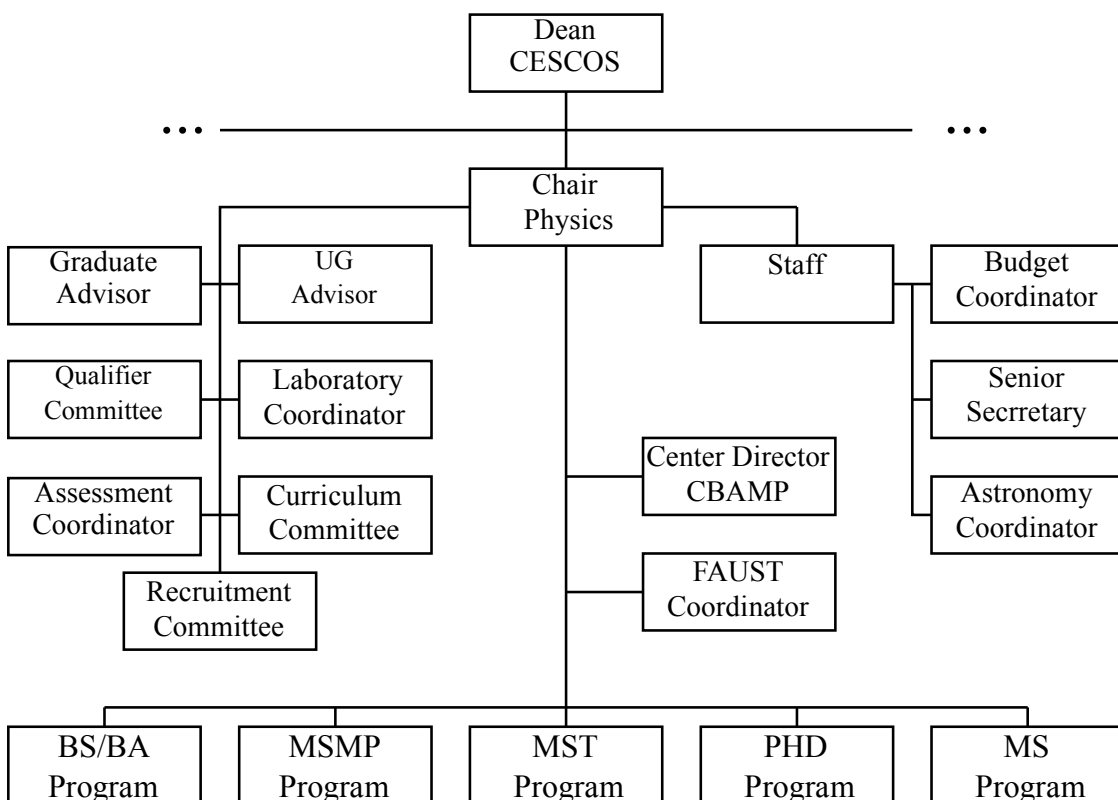 Dean
CESCOS
... ...
Chair
Physics
Graduate
Advisor
UG
Advisor
Staff
Budget
Coordinator
Qualifier
Committee
Laboratory
Coordinator
Senior
Secrretary
Center Director
CBAMP
Assessment
Coordinator
Curriculum
Committee
Astronomy
Coordinator
FAUST
Coordinator
Recruitment
Committee
BS/BA
Program
MSMP
Program
MST
Program
PHD
Program
MS
Program